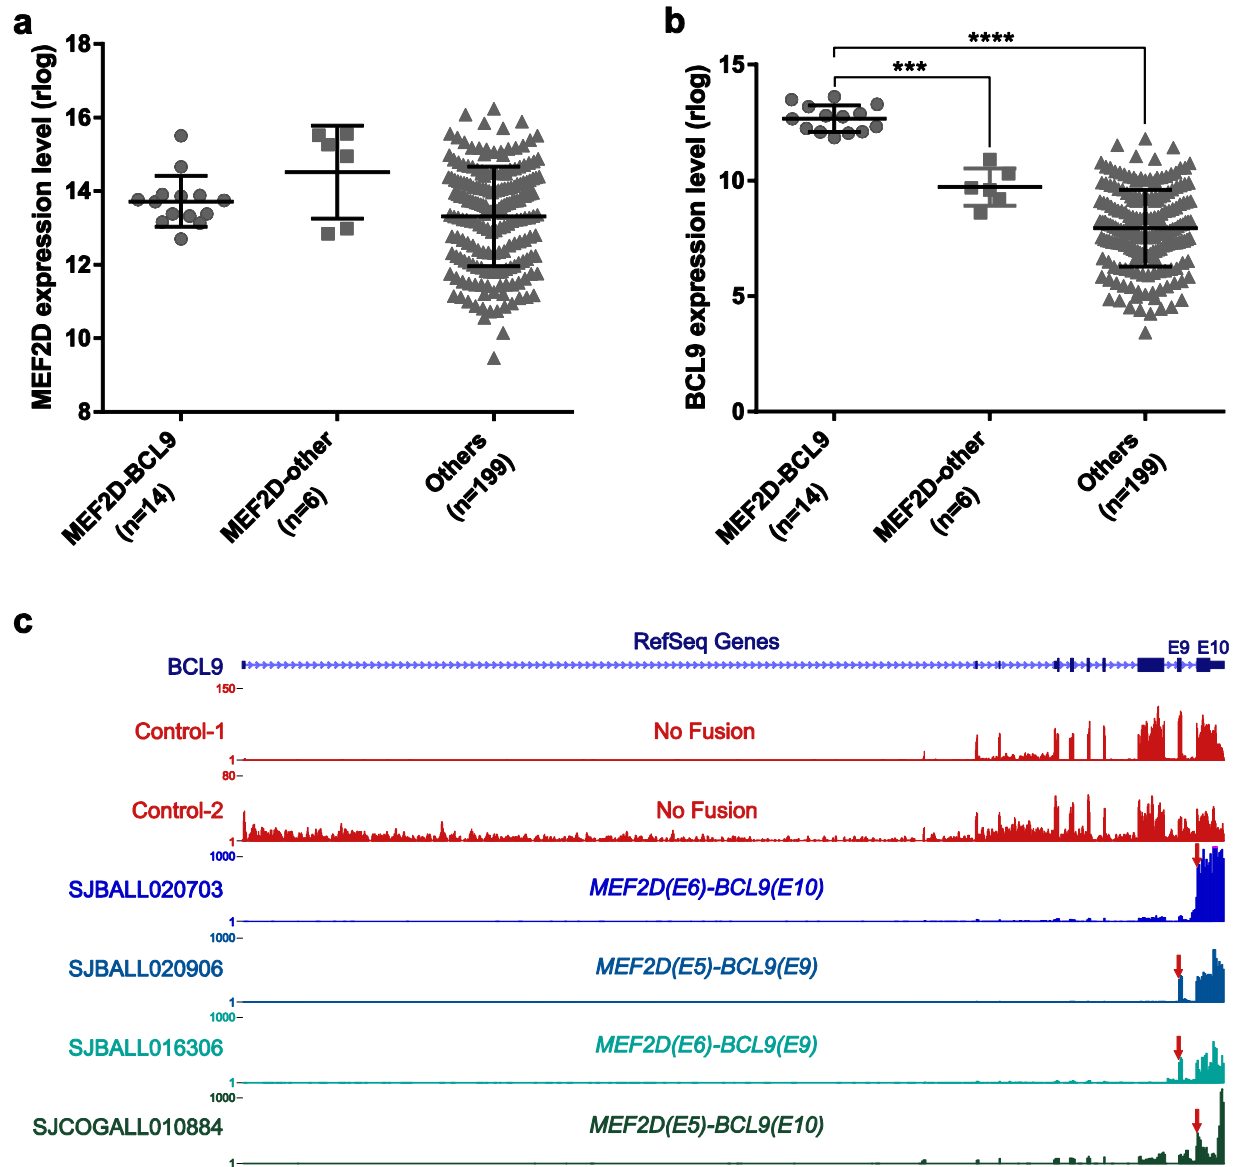 a
MEF2D expression level (rlog)
18
16
14
12
10
8
MEF2D-BCL9
(n=14)
MEF2D-other
(n=6)
Others
(n=199)
b
BCL9 expression level (rlog)
15
10
5
0
****
***
MEF2D-BCL9
(n=14)
MEF2D-other
(n=6)
Others
(n=199)
c
RefSeq Genes
BCL9
E9 E10
150
Control-1
No Fusion
1
80
Control-2
No Fusion
1
1000
SJBALL020703
MEF2D(E6)-BCL9(E10)
1
1000
SJBALL020906
MEF2D(E5)-BCL9(E9)
1
1000
SJBALL016306
MEF2D(E6)-BCL9(E9)
1
1000
SJCOGALL010884
MEF2D(E5)-BCL9(E10)
1